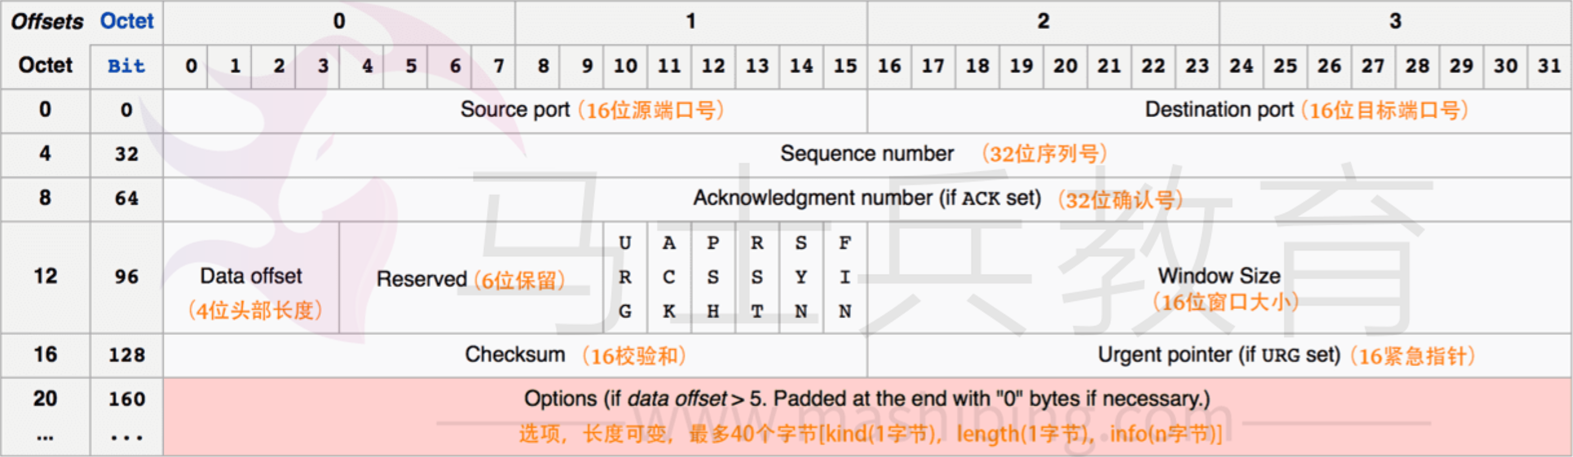 Offsets Octet 0 1 2 3
Octet Bit 0 1 2 3 4 5 6 7 8 9 10 11 12 13 14 15 16 17 18 19 20 21 22 23 24 25 26 27 28 29 30 31
0 0 Source port (16位源端口号) Destination port (16位目标端口号)
4 32 Sequence number (32位序列号)
8 64 Acknowledgment number (if ACK set) (32位确认号)
12 96 Data offset (4位头部长度) Reserved (6位保留) URG ACK PSH RST SYN FIN Window Size (16位窗口大小)
16 128 Checksum (16校验和) Urgent pointer (if URG set) (16紧急指针)
20 160 Options (if data offset > 5. Padded at the end with "0" bytes if necessary.)
... ... 选项，长度可变，最多40个字节[kind(1字节)，length(1字节)，info(n字节)]
马士兵教育
www.mashibing.com